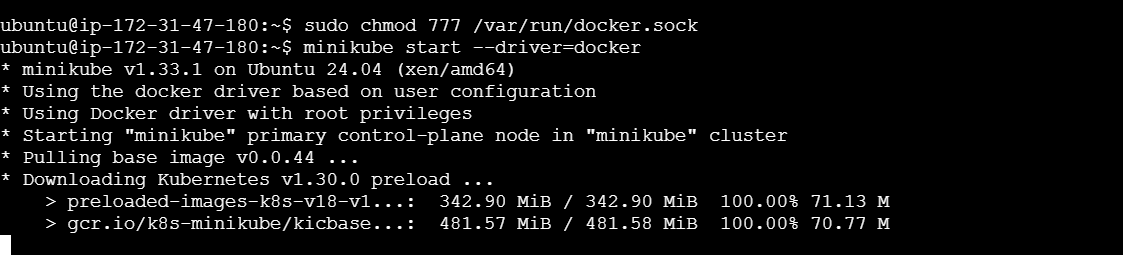 ubuntu@ip-172-31-47-180:~$ sudo chmod 777 /var/run/docker.sock
ubuntu@ip-172-31-47-180:~$ minikube start --driver=docker
* minikube v1.33.1 on Ubuntu 24.04 (xen/amd64)
* Using the docker driver based on user configuration
* Using Docker driver with root privileges
* Starting "minikube" primary control-plane node in "minikube" cluster
* Pulling base image v0.0.44 ...
* Downloading Kubernetes v1.30.0 preload ...
    > preloaded-images-k8s-v18-v1...:  342.90 MiB / 342.90 MiB  100.00% 71.13 M
    > gcr.io/k8s-minikube/kicbase...:  481.57 MiB / 481.58 MiB  100.00% 70.77 M